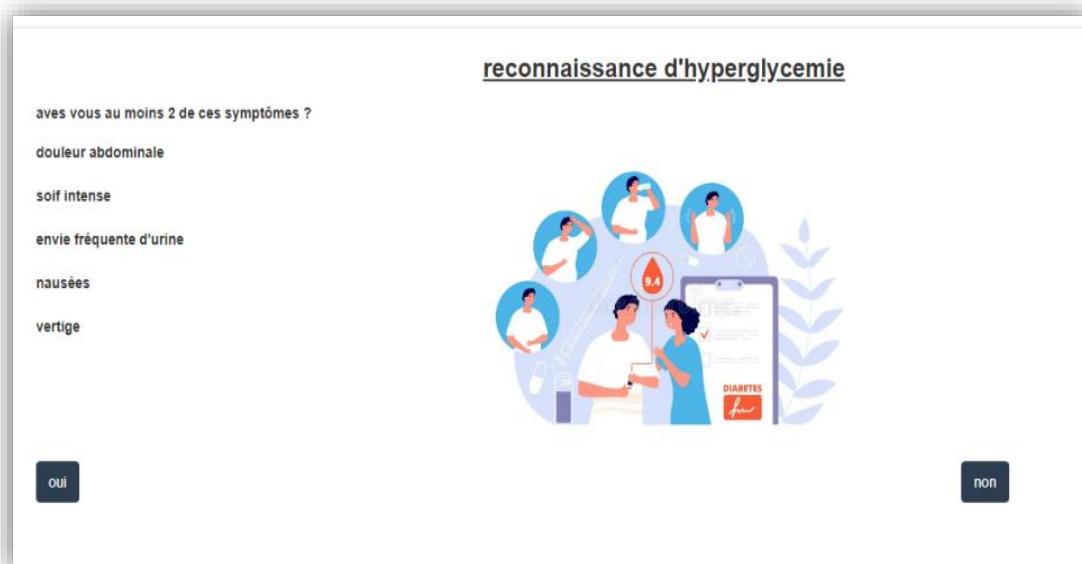 reconnaissance d'hyperglycemie
aves vous au moins 2 de ces symptômes ?
douleur abdominale
soif intense
envie fréquente d'urine
nausées
vertige
9.4
DIABETES
oui
non